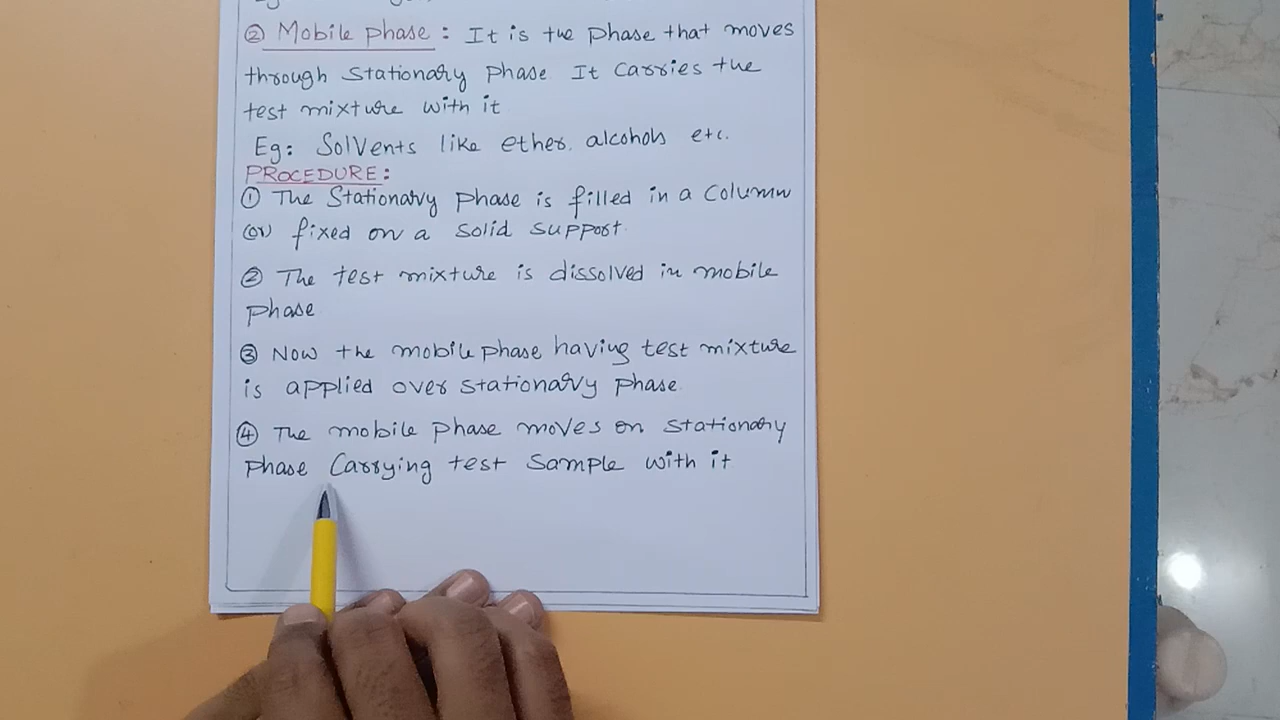 ② Mobile phase: It is the phase that moves
through stationary phase It carries the
test mixture with it
Eg: Solvents like ether, alcohols etc.
PROCEDURE:
① The Stationary phase is filled in a column
(or) fixed on a solid support.
② The test mixture is dissolved in mobile
phase
③ Now the mobile phase having test mixture
is applied over stationary phase.
④ The mobile phase moves on stationary
phase Carrying test Sample with it